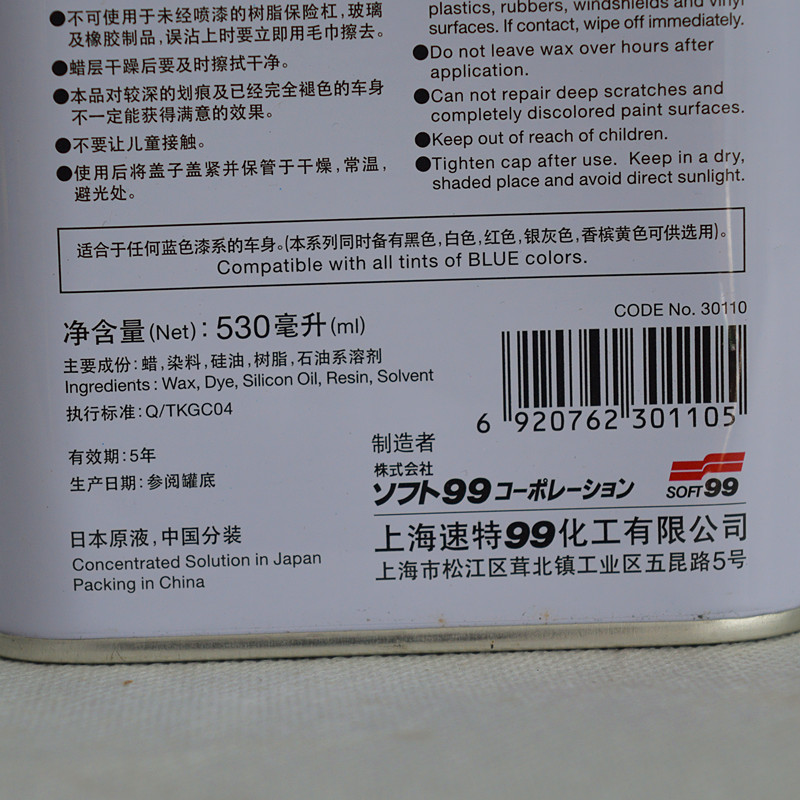 ●不可使用于未经喷漆的树脂保险杠,玻璃
及橡胶制品,误沾上时要立即用毛巾擦去。
●蜡层干燥后要及时擦拭干净。
●本品对较深的划痕及已经完全褪色的车身
不一定能获得满意的效果。
●不要让儿童接触。
●使用后将盖子盖紧并保管于干燥,常温,
避光处。
plastics, rubbers, windshields and vinyl
surfaces. If contact, wipe off immediately.
●Do not leave wax over hours after
application.
●Can not repair deep scratches and
completely discolored paint surfaces.
●Keep out of reach of children.
●Tighten cap after use. Keep in a dry,
shaded place and avoid direct sunlight.
适合于任何蓝色漆系的车身。(本系列同时备有黑色,白色,红色,银灰色,香槟黄色可供选用)。
Compatible with all tints of BLUE colors.
净含量(Net): 530毫升(ml)
主要成份:蜡,染料,硅油,树脂,石油系溶剂
Ingredients: Wax, Dye, Silicon Oil, Resin, Solvent
执行标准:Q/TKGC04
有效期:5年
生产日期:参阅罐底
日本原液,中国分装
Concentrated Solution in Japan
Packing in China
CODE No. 30110
6 920762 301105
制造者
株式会社
ソフト99コーポレーション
SOFT99
上海速特99化工有限公司
上海市松江区茸北镇工业区五昆路5号